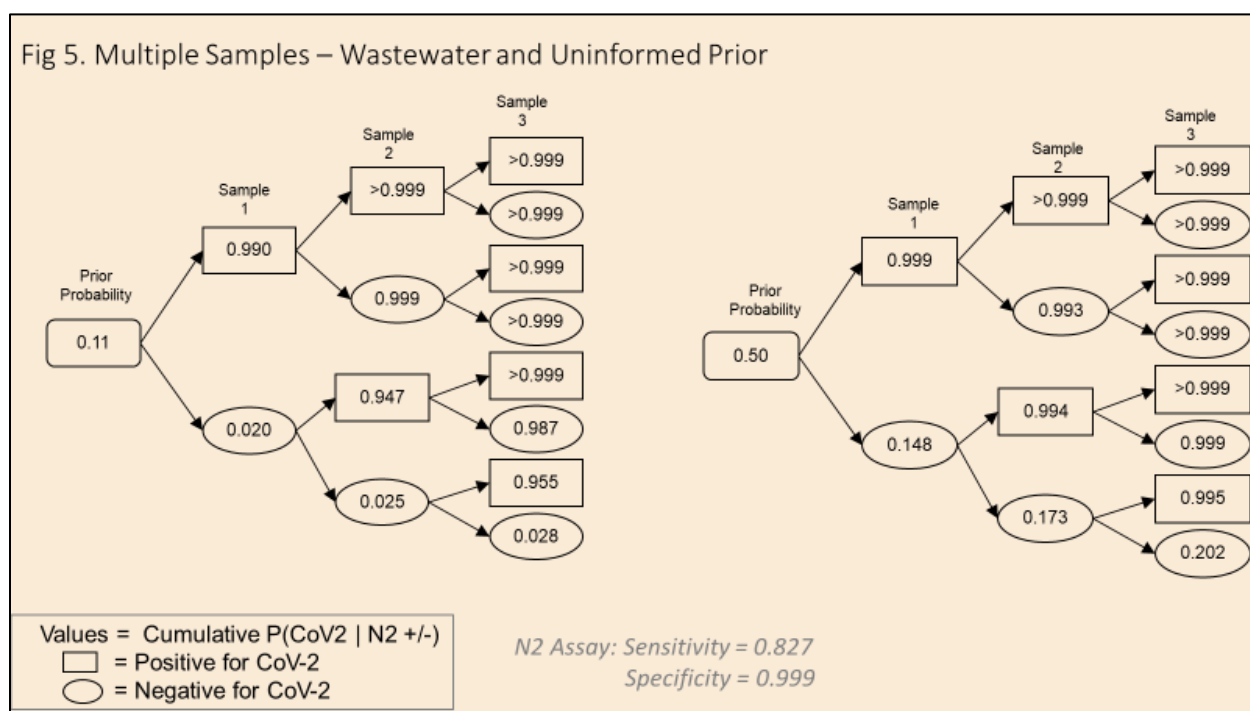 Fig 5. Multiple Samples – Wastewater and Uninformed Prior
Prior
Probability
0.11
Sample
1
0.990
0.020
Sample
2
>0.999
0.999
0.947
0.025
Sample
3
>0.999
>0.999
>0.999
>0.999
>0.999
0.987
0.955
0.028
Prior
Probability
0.50
Sample
1
0.999
0.148
Sample
2
>0.999
0.993
0.994
0.173
Sample
3
>0.999
>0.999
>0.999
>0.999
>0.999
0.999
0.995
0.202
Values = Cumulative P(CoV2 | N2 +/-)
= Positive for CoV-2
= Negative for CoV-2
N2 Assay: Sensitivity = 0.827
Specificity = 0.999